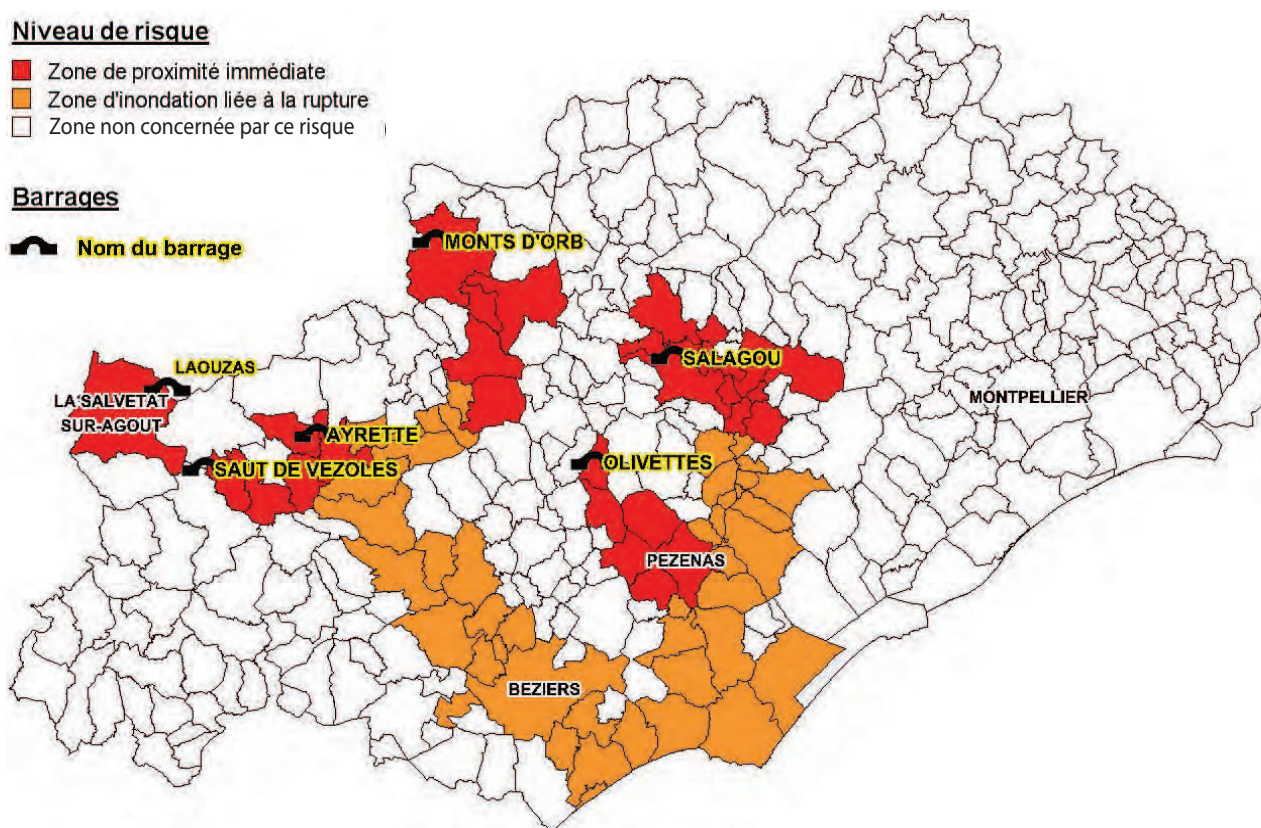 Niveau de risque
Zone de proximité immédiate
Zone d'inondation liée à la rupture
Zone non concernée par ce risque
Barrages
Nom du barrage
MONTS D'ORB
SALAGOU
LAOUZAS
LA SALVETAT
SUR-AGOUT
MONTPELLIER
AYRETTE
SAUT DE VEZOLES
OLIVETTES
PEZENAS
BEZIERS